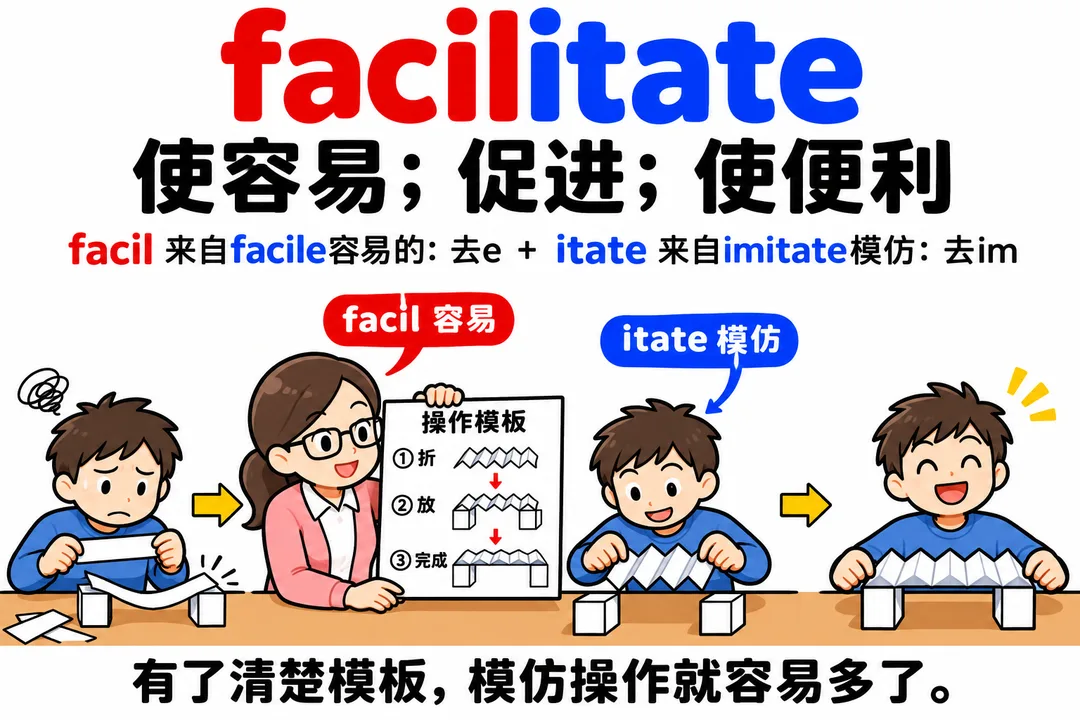 facilitate
使容易；促进；使便利
facil 来自facile容易的：去e + itate 来自imitate模仿：去im
facil 容易
itate 模仿
操作模板
①折
②放
③完成
有了清楚模板，模仿操作就容易多了。